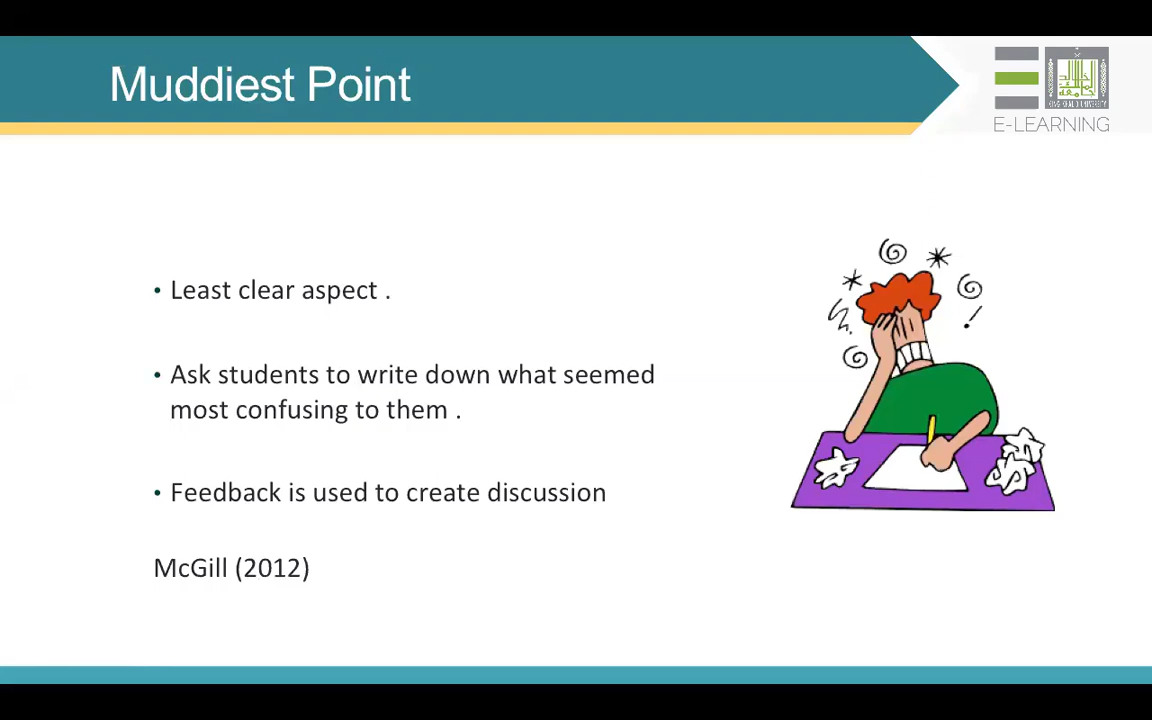 Muddiest Point
E-LEARNING
• Least clear aspect .
• Ask students to write down what seemed
most confusing to them .
• Feedback is used to create discussion
McGill (2012)